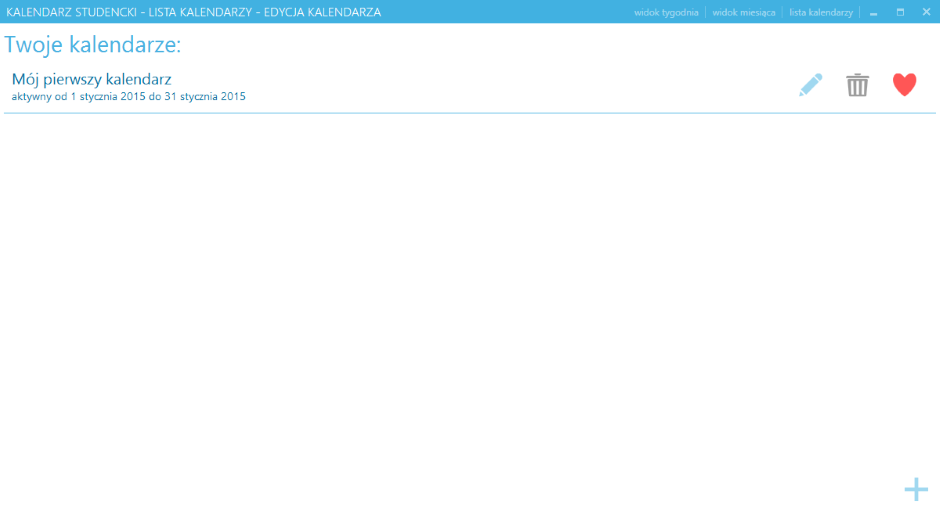 KALENDARZ STUDENCKI - LISTA KALENDARZY - EDYCJA KALENDARZA
widok tygodnia | widok miesiąca | lista kalendarzy
Twoje kalendarze:
Mój pierwszy kalendarz
aktywny od 1 stycznia 2015 do 31 stycznia 2015